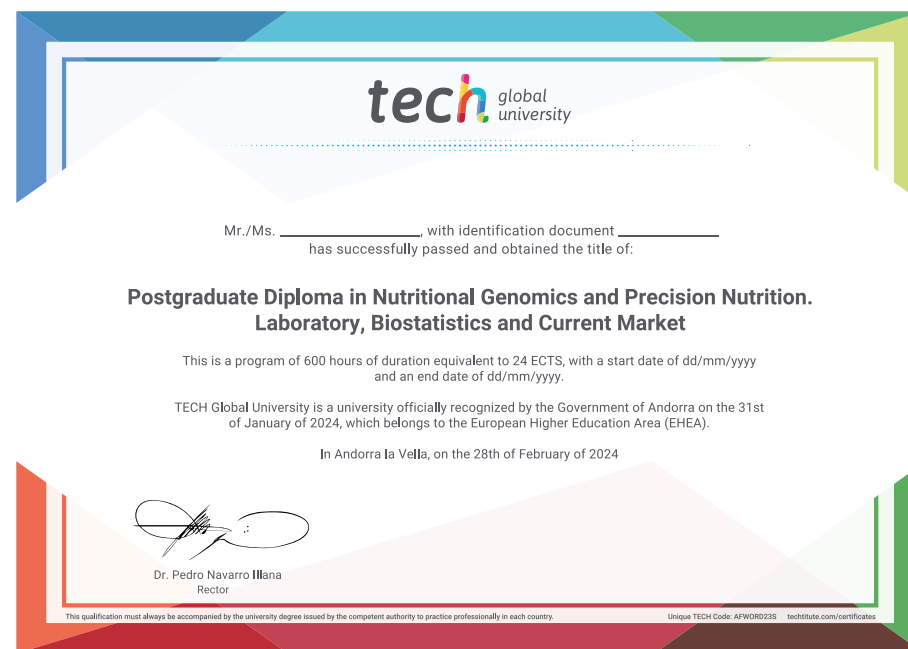 tech global university
Mr./Ms. ____________________, with identification document ____________
has successfully passed and obtained the title of:
Postgraduate Diploma in Nutritional Genomics and Precision Nutrition.
Laboratory, Biostatistics and Current Market
This is a program of 600 hours of duration equivalent to 24 ECTS, with a start date of dd/mm/yyyy
and an end date of dd/mm/yyyy.
TECH Global University is a university officially recognized by the Government of Andorra on the 31st
of January of 2024, which belongs to the European Higher Education Area (EHEA).
In Andorra la Vella, on the 28th of February of 2024
Dr. Pedro Navarro Illana
Rector
This qualification must always be accompanied by the university degree issued by the competent authority to practice professionally in each country.
Unique TECH Code: AFWORD23S techtitute.com/certificates